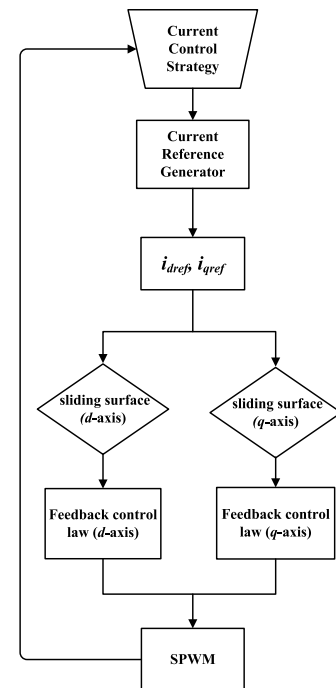 Current
Control
Strategy
Current
Reference
Generator
idref, iqref
sliding surface
(d-axis)
sliding surface
(q-axis)
Feedback control
law (d-axis)
Feedback control
law (q-axis)
SPWM